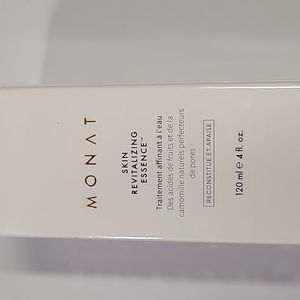 MONAT
SKIN
REVITALIZING
ESSENCE™
Traitement affinant à l'eau
Des acides de fruits et de la
camomille naturels perfecteurs
de pores
RECONSTITUE ET APAISE
120 ml e 4 fl. oz.